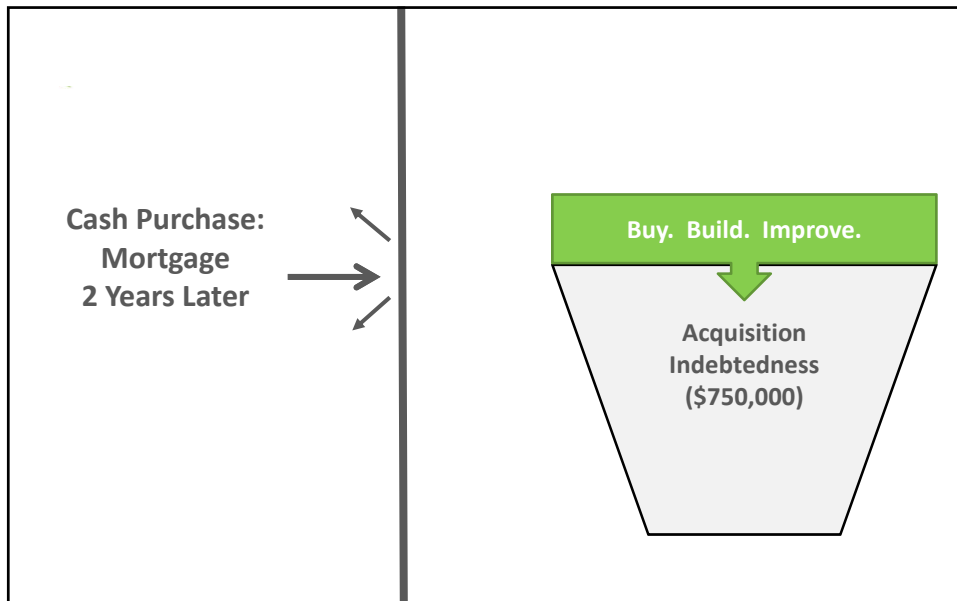 Cash Purchase:
Mortgage
2 Years Later
Buy. Build. Improve.
Acquisition
Indebtedness
($750,000)